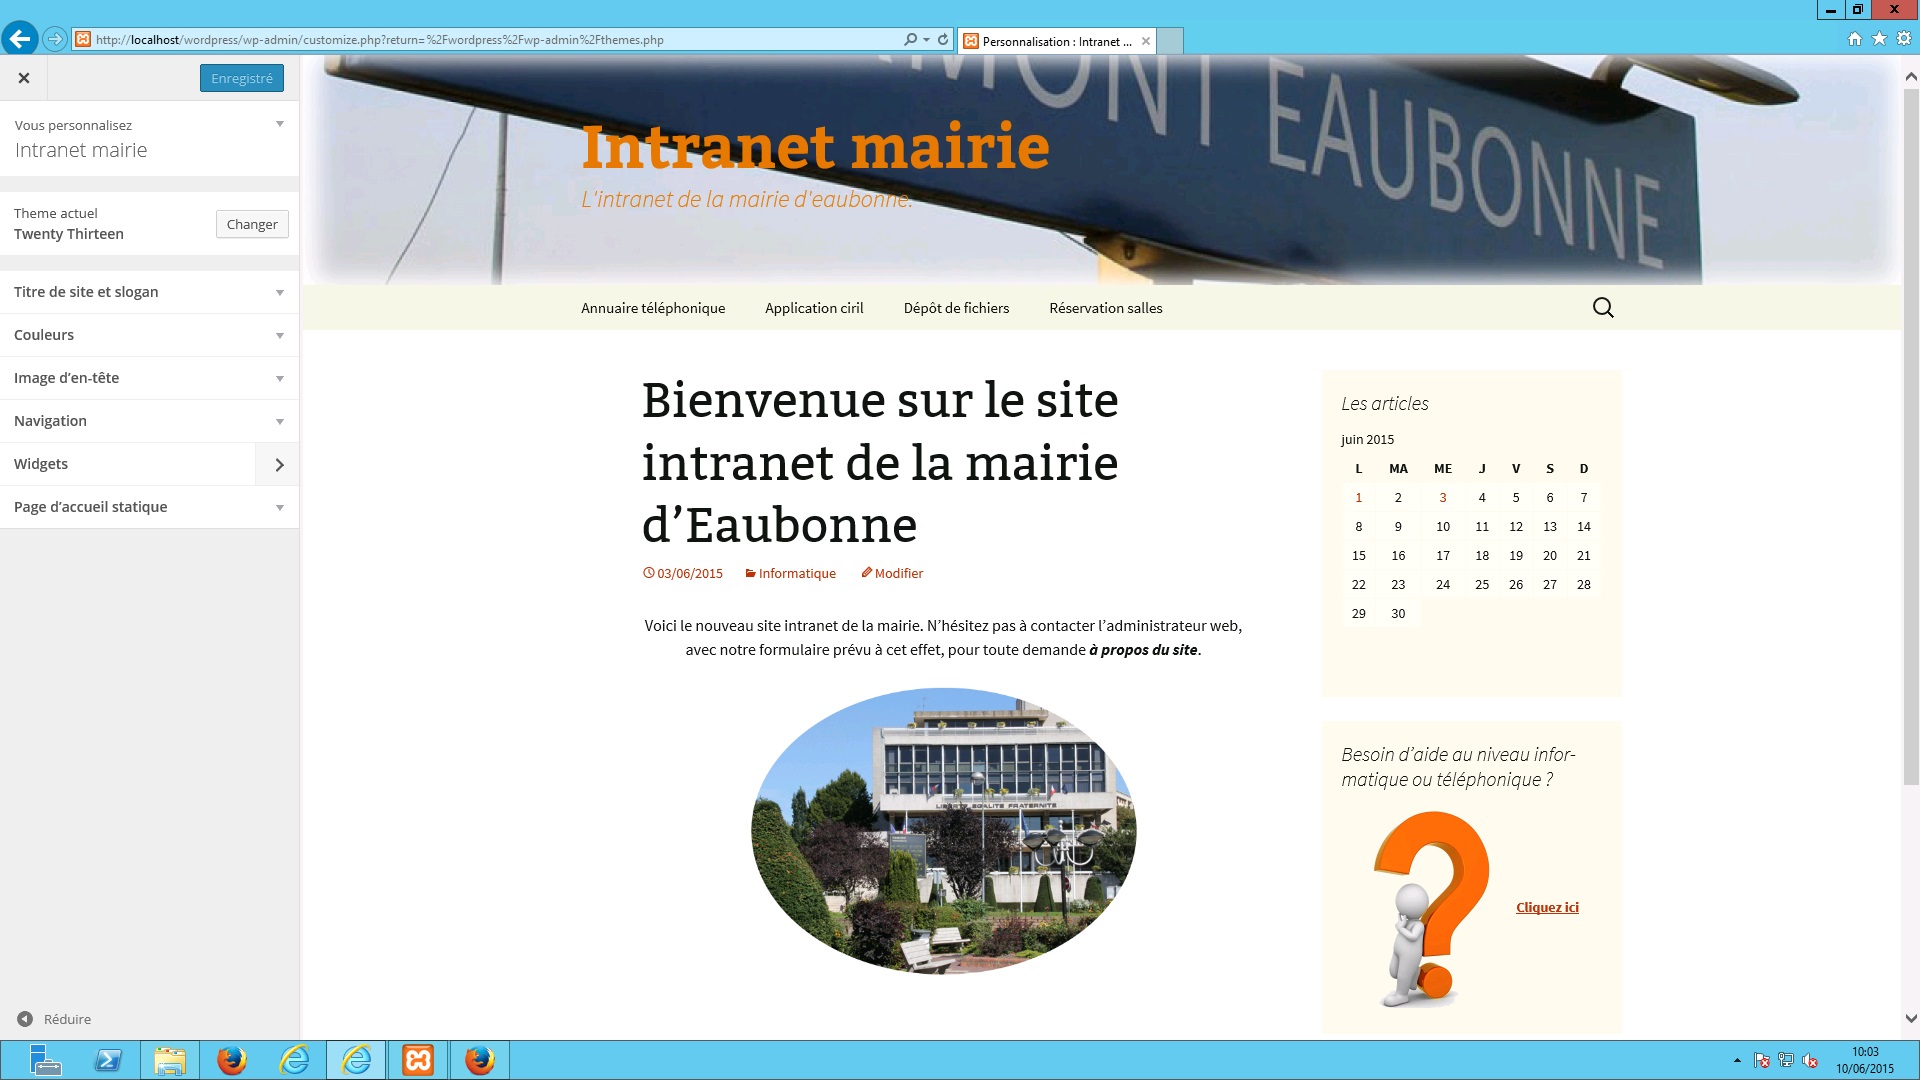 http://localhost/wordpress/wp-admin/customize.php?return=%2Fwordpress%2Fwp-admin%2Fthemes.php
Personnalisation : Intranet ...
Enregistré
Vous personnalisez
Intranet mairie
Theme actuel
Twenty Thirteen
Changer
Titre de site et slogan
Couleurs
Image d’en-tête
Navigation
Widgets
Page d’accueil statique
Réduire
MONT EAUBONNE
Intranet mairie
L'intranet de la mairie d'eaubonne.
Annuaire téléphonique
Application ciril
Dépôt de fichiers
Réservation salles
Bienvenue sur le site
intranet de la mairie
d’Eaubonne
03/06/2015
Informatique
Modifier
Voici le nouveau site intranet de la mairie. N’hésitez pas à contacter l’administrateur web,
avec notre formulaire prévu à cet effet, pour toute demande à propos du site.
LIBERTE EGALITE FRATERNITE
Les articles
juin 2015
L MA ME J V S D
1 2 3 4 5 6 7
8 9 10 11 12 13 14
15 16 17 18 19 20 21
22 23 24 25 26 27 28
29 30
Besoin d’aide au niveau infor-
matique ou téléphonique ?
Cliquez ici
10:03
10/06/2015